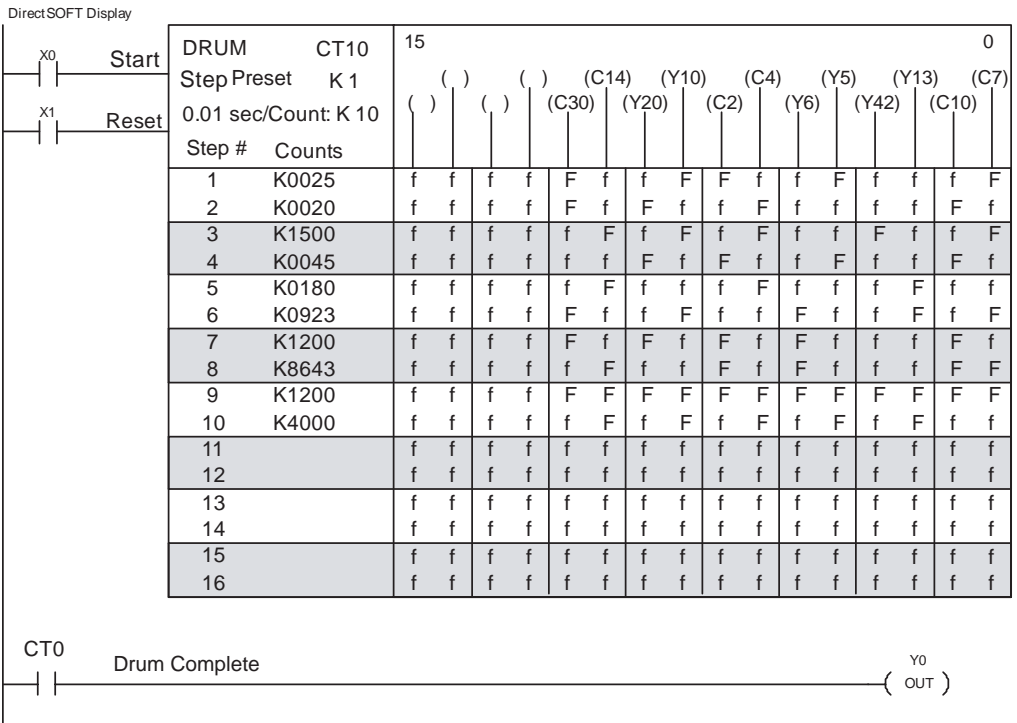 DirectSOFT Display
X0
Start
X1
Reset
DRUM CT10
Step Preset K 1
0.01 sec/Count: K 10
Step # Counts
15 0
( ) ( ) (C14) (Y10) (C4) (Y5) (Y13) (C7)
( ) ( ) (C30) (Y20) (C2) (Y6) (Y42) (C10)
1 K0025 f f f f F f f F F f f F f f f F
2 K0020 f f f f F f F f f F f f f f F f
3 K1500 f f f f f F f F f F f f F f f F
4 K0045 f f f f f f F f F f f F f f F f
5 K0180 f f f f f F f f f F f f f F f f
6 K0923 f f f f F f f F f f F f f F f F
7 K1200 f f f f F f F f F f F f f f F f
8 K8643 f f f f f F f f F f F f f f F F
9 K1200 f f f f F F F F F F F F F F F F
10 K4000 f f f f f F f F f F f F f F f f
11 f f f f f f f f f f f f f f f f
12 f f f f f f f f f f f f f f f f
13 f f f f f f f f f f f f f f f f
14 f f f f f f f f f f f f f f f f
15 f f f f f f f f f f f f f f f f
16 f f f f f f f f f f f f f f f f
CT0
Drum Complete
Y0
( OUT )